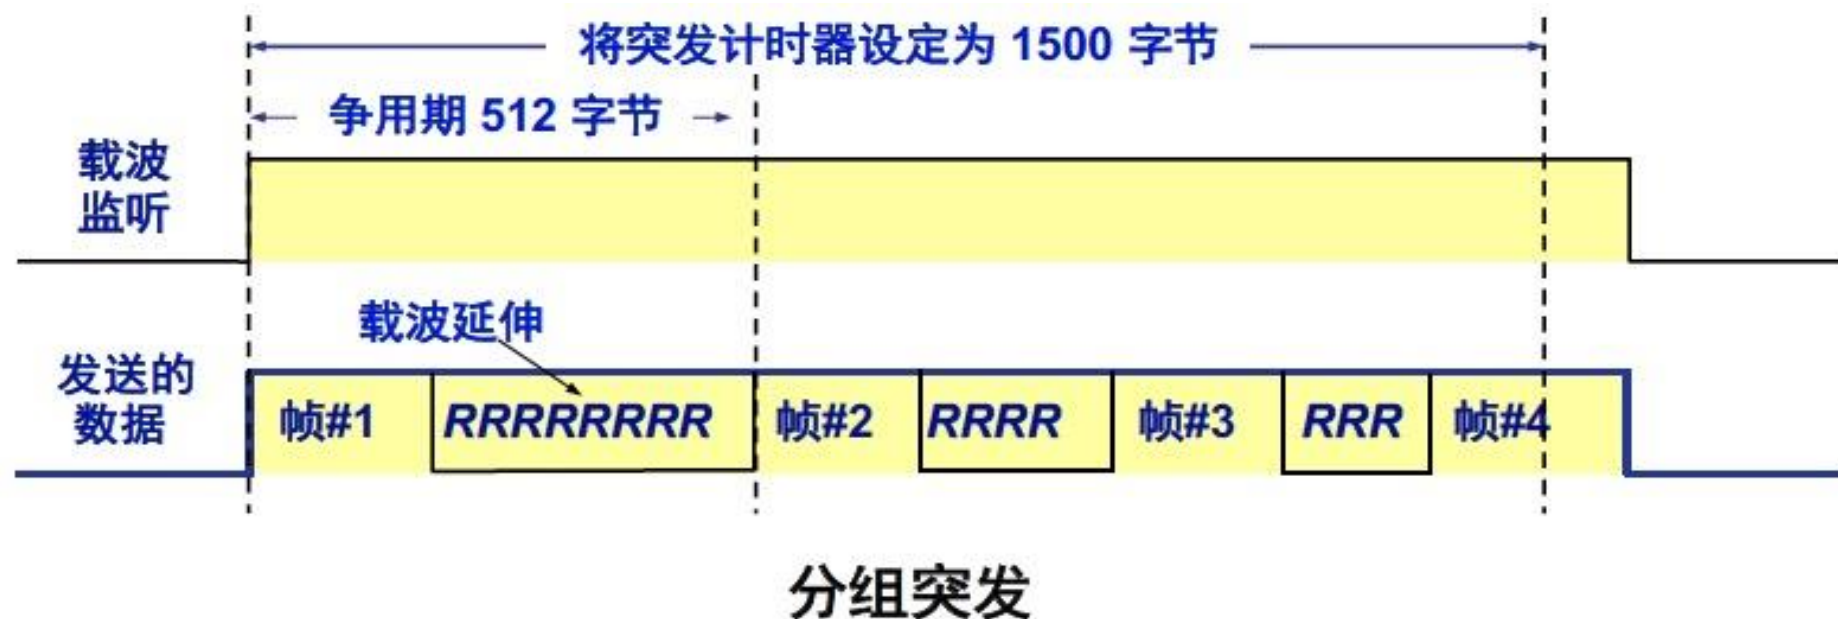 将突发计时器设定为 1500 字节
争用期 512 字节
载波
监听
载波延伸
发送的
数据
帧#1
RRRRRRRR
帧#2
RRRR
帧#3
RRR
帧#4
分组突发